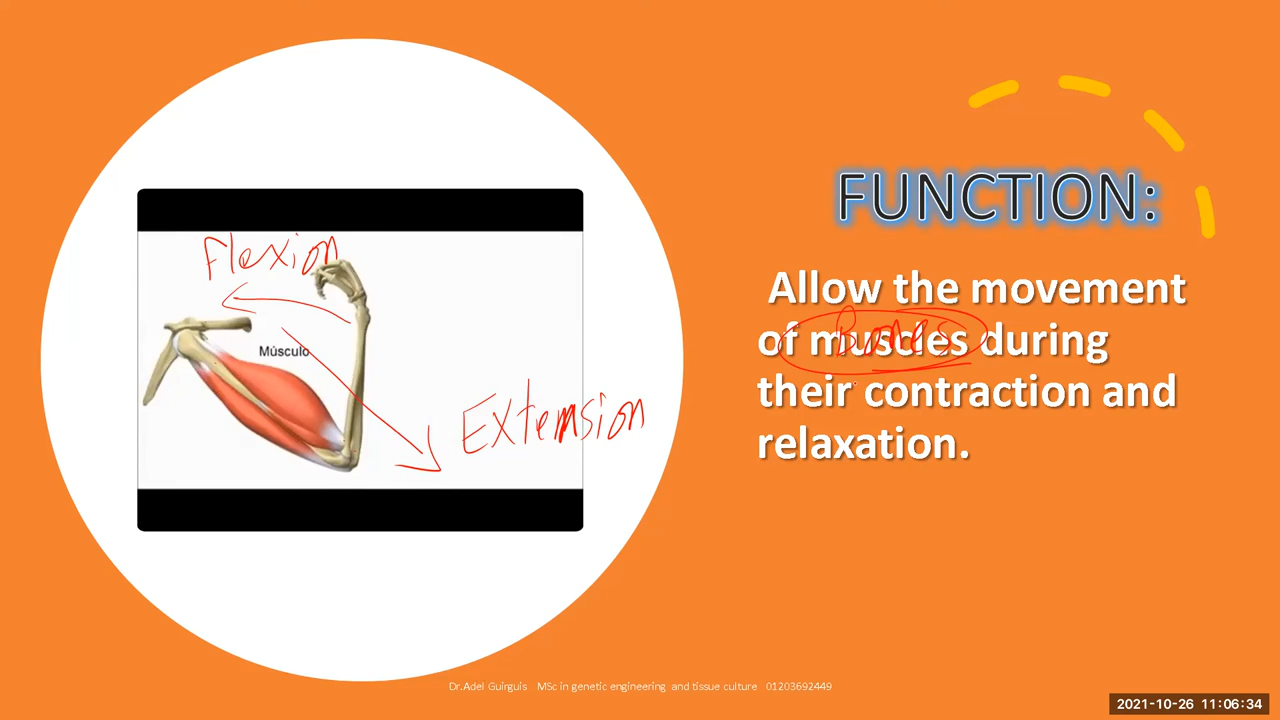 Flexion
Músculo
Extension
FUNCTION:
Allow the movement
of muscles during
Bones
their contraction and
relaxation.
Dr.Adel Guirguis MSc in genetic engineering and tissue culture 01203692449
2021-10-26 11:06:34